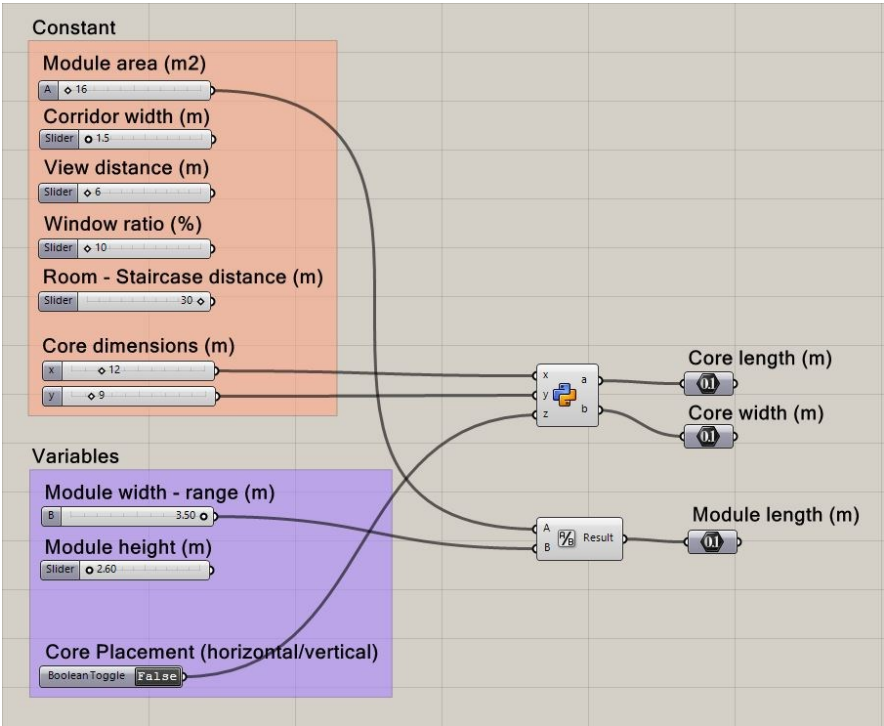 Constant
Module area (m2)
A 16
Corridor width (m)
Slider 1.5
View distance (m)
Slider 6
Window ratio (%)
Slider 10
Room - Staircase distance (m)
Slider 30
Core dimensions (m)
x 12
y 9
x a
y b
z
Core length (m)
0.1
Core width (m)
0.1
Variables
Module width - range (m)
B 3.50
Module height (m)
Slider 2.60
A A/B Result
B
Module length (m)
0.1
Core Placement (horizontal/vertical)
Boolean Toggle False